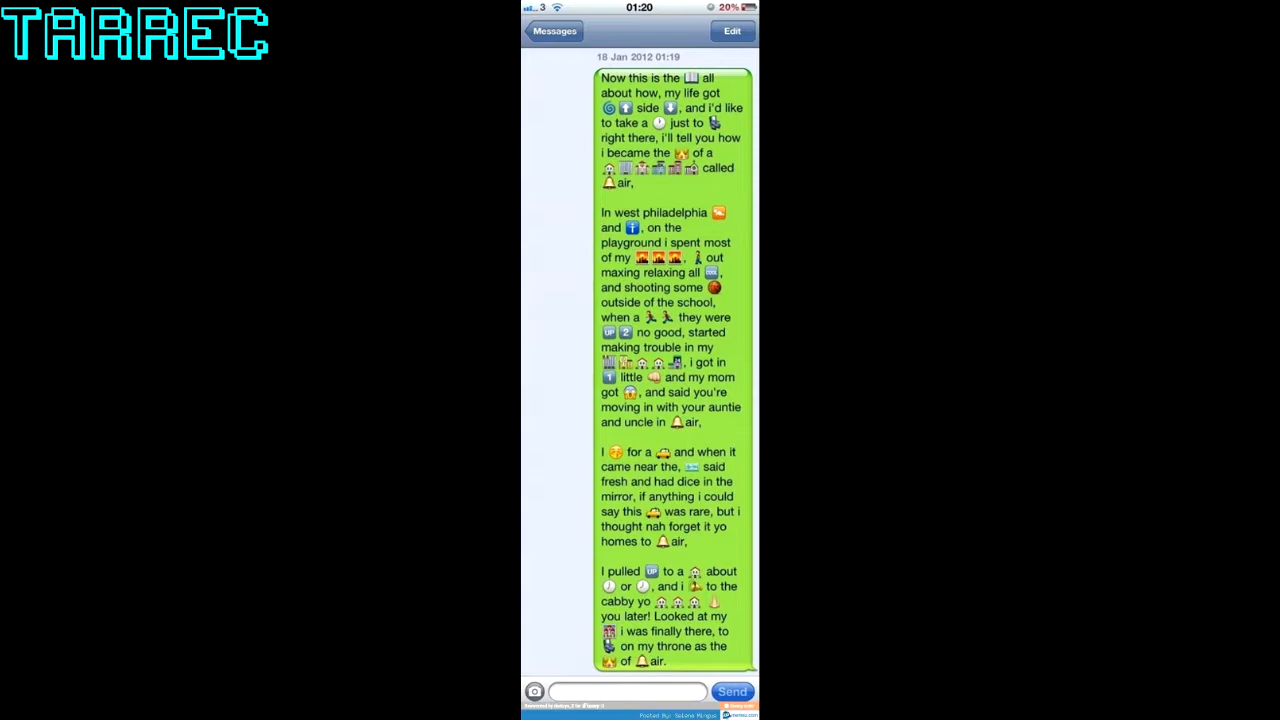 TARREC
3
01:20
20%
Messages
Edit
18 Jan 2012 01:19
Now this is the 📖 all
about how, my life got
🌀⬆️ side ⬇️, and i'd like
to take a 🕐 just to 💺
right there, i'll tell you how
i became the 👑 of a
called
🔔air,
In west philadelphia
and ℹ️, on the
playground i spent most
of my 🌇🌇🌇, 🚶out
maxing relaxing all 🆒,
and shooting some 🏀
outside of the school,
when a 🏃🏃 they were
🆙2️⃣ no good, started
making trouble in my
, i got in
1️⃣ little 👊 and my mom
got 😱, and said you're
moving in with your auntie
and uncle in 🔔air,
I for a 🚕 and when it
came near the, said
fresh and had dice in the
mirror, if anything i could
say this 🚕 was rare, but i
thought nah forget it yo
homes to 🔔air,
I pulled 🆙 to a 🏠 about
🕖 or 🕗, and i to the
cabby yo 🏠🏠🏠 👃
you later! Looked at my
i was finally there, to
💺 on my throne as the
👑 of 🔔air.
Send
Posted By: Selena Mingus